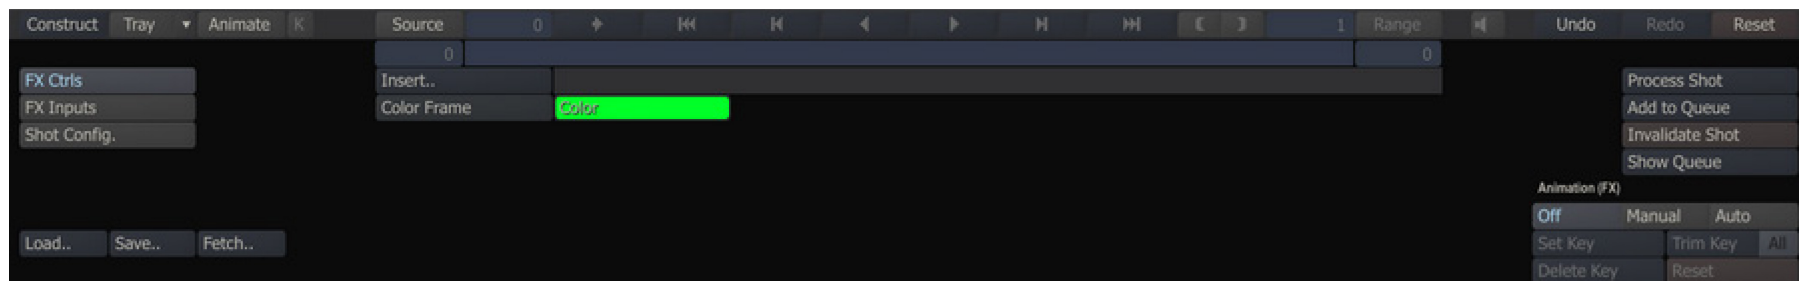 Construct Tray Animate K Source 0 1 Range Undo Redo Reset
0 0
FX Ctrls Insert.. Process Shot
FX Inputs Color Frame Color Add to Queue
Shot Config. Invalidate Shot
Show Queue
Animation (FX)
Off Manual Auto
Load.. Save.. Fetch.. Set Key Trim Key All
Delete Key Reset